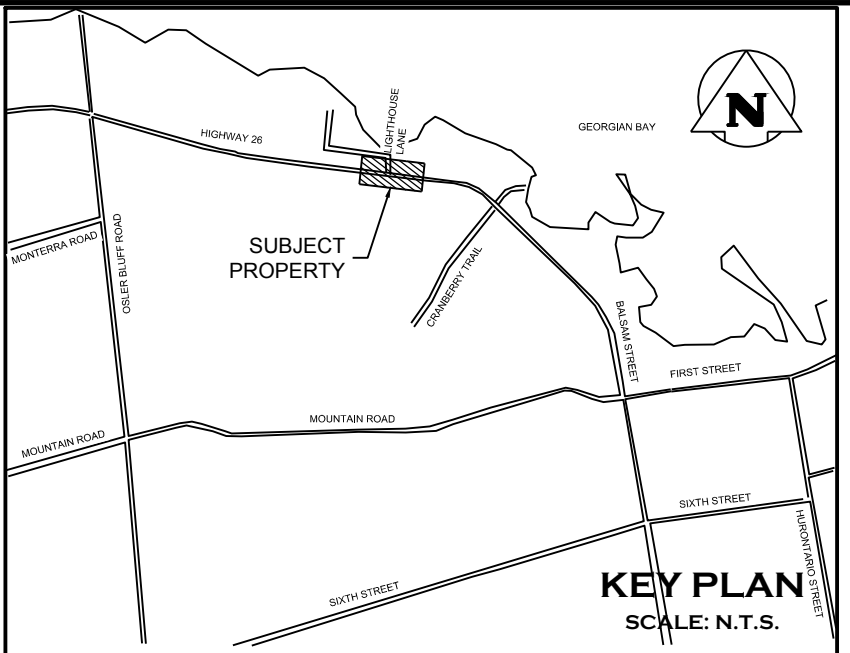 LIGHTHOUSE
LANE
GEORGIAN BAY
N
HIGHWAY 26
SUBJECT
PROPERTY
MONTERRA ROAD
OSLER BLUFF ROAD
CRANBERRY TRAIL
BALSAM STREET
FIRST STREET
MOUNTAIN ROAD
MOUNTAIN ROAD
SIXTH STREET
HURONTARIO STREET
SIXTH STREET
KEY PLAN
SCALE: N.T.S.